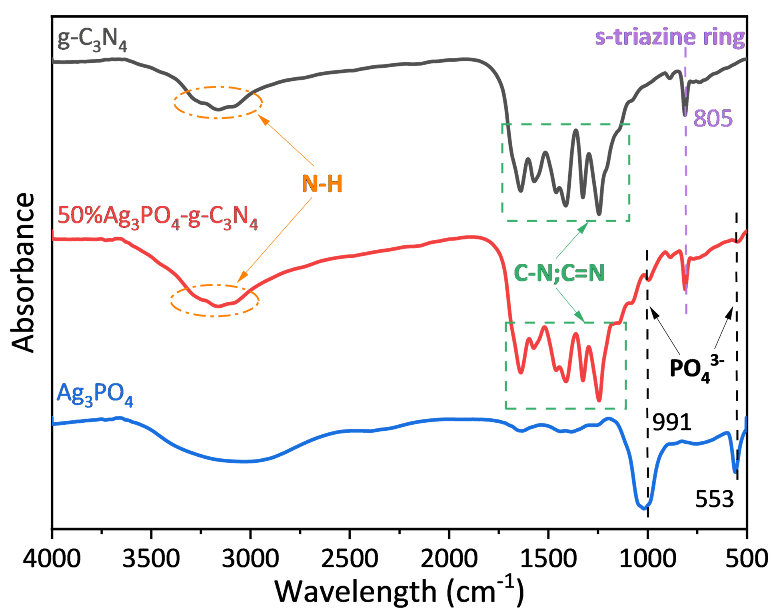 g-C₃N₄
s-triazine ring
805
N-H
50%Ag₃PO₄-g-C₃N₄
C-N;C=N
PO₄³⁻
Ag₃PO₄
991
553
Absorbance
4000 3500 3000 2500 2000 1500 1000 500
Wavelength (cm⁻¹)